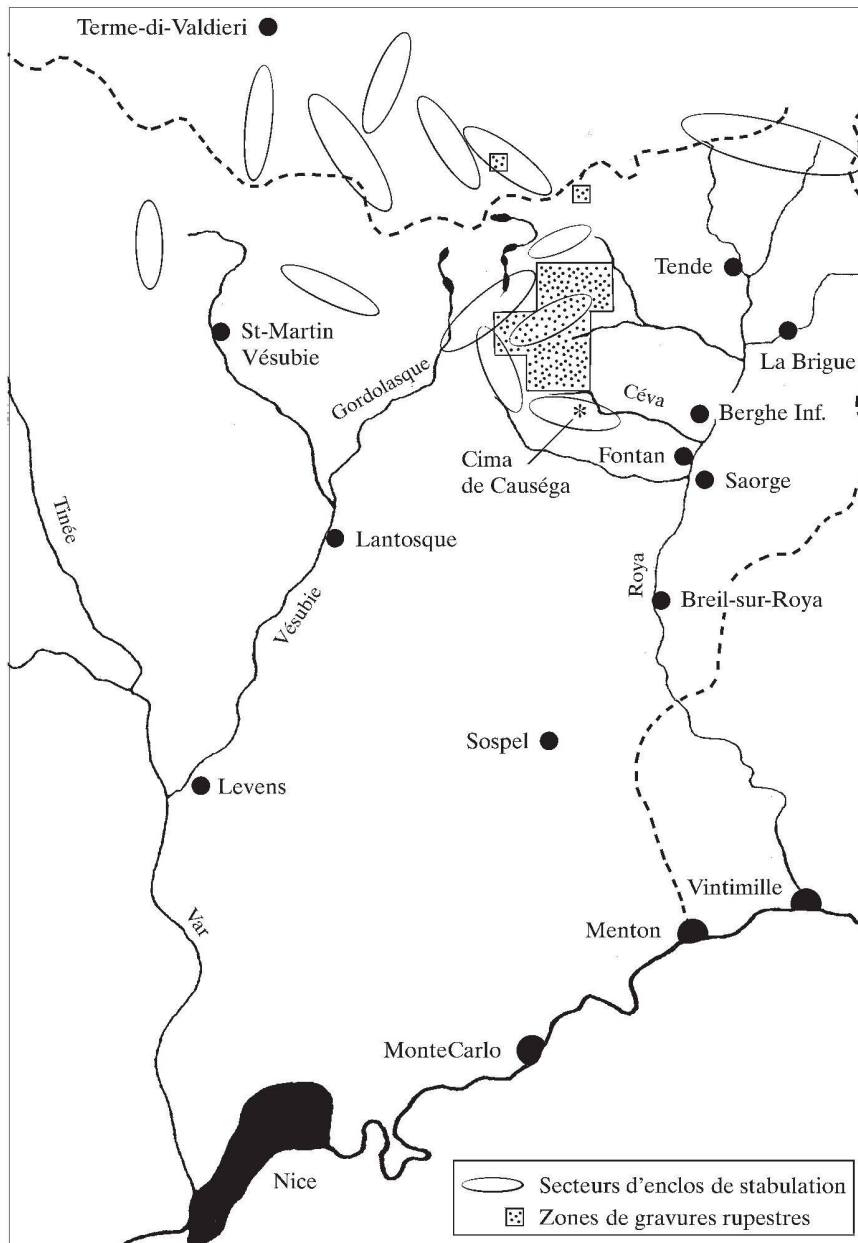 Terme-di-Valdieri
Tende
St-Martin
Vésubie
La Brigue
Gordolasque
Céva
Berghe Inf.
Cima
de Causéga
*
Fontan
Saorge
Tinée
Lantosque
Vésubie
Roya
Breil-sur-Roya
Sospel
Levens
Vintimille
Var
Menton
MonteCarlo
Nice
Secteurs d'enclos de stabulation
Zones de gravures rupestres